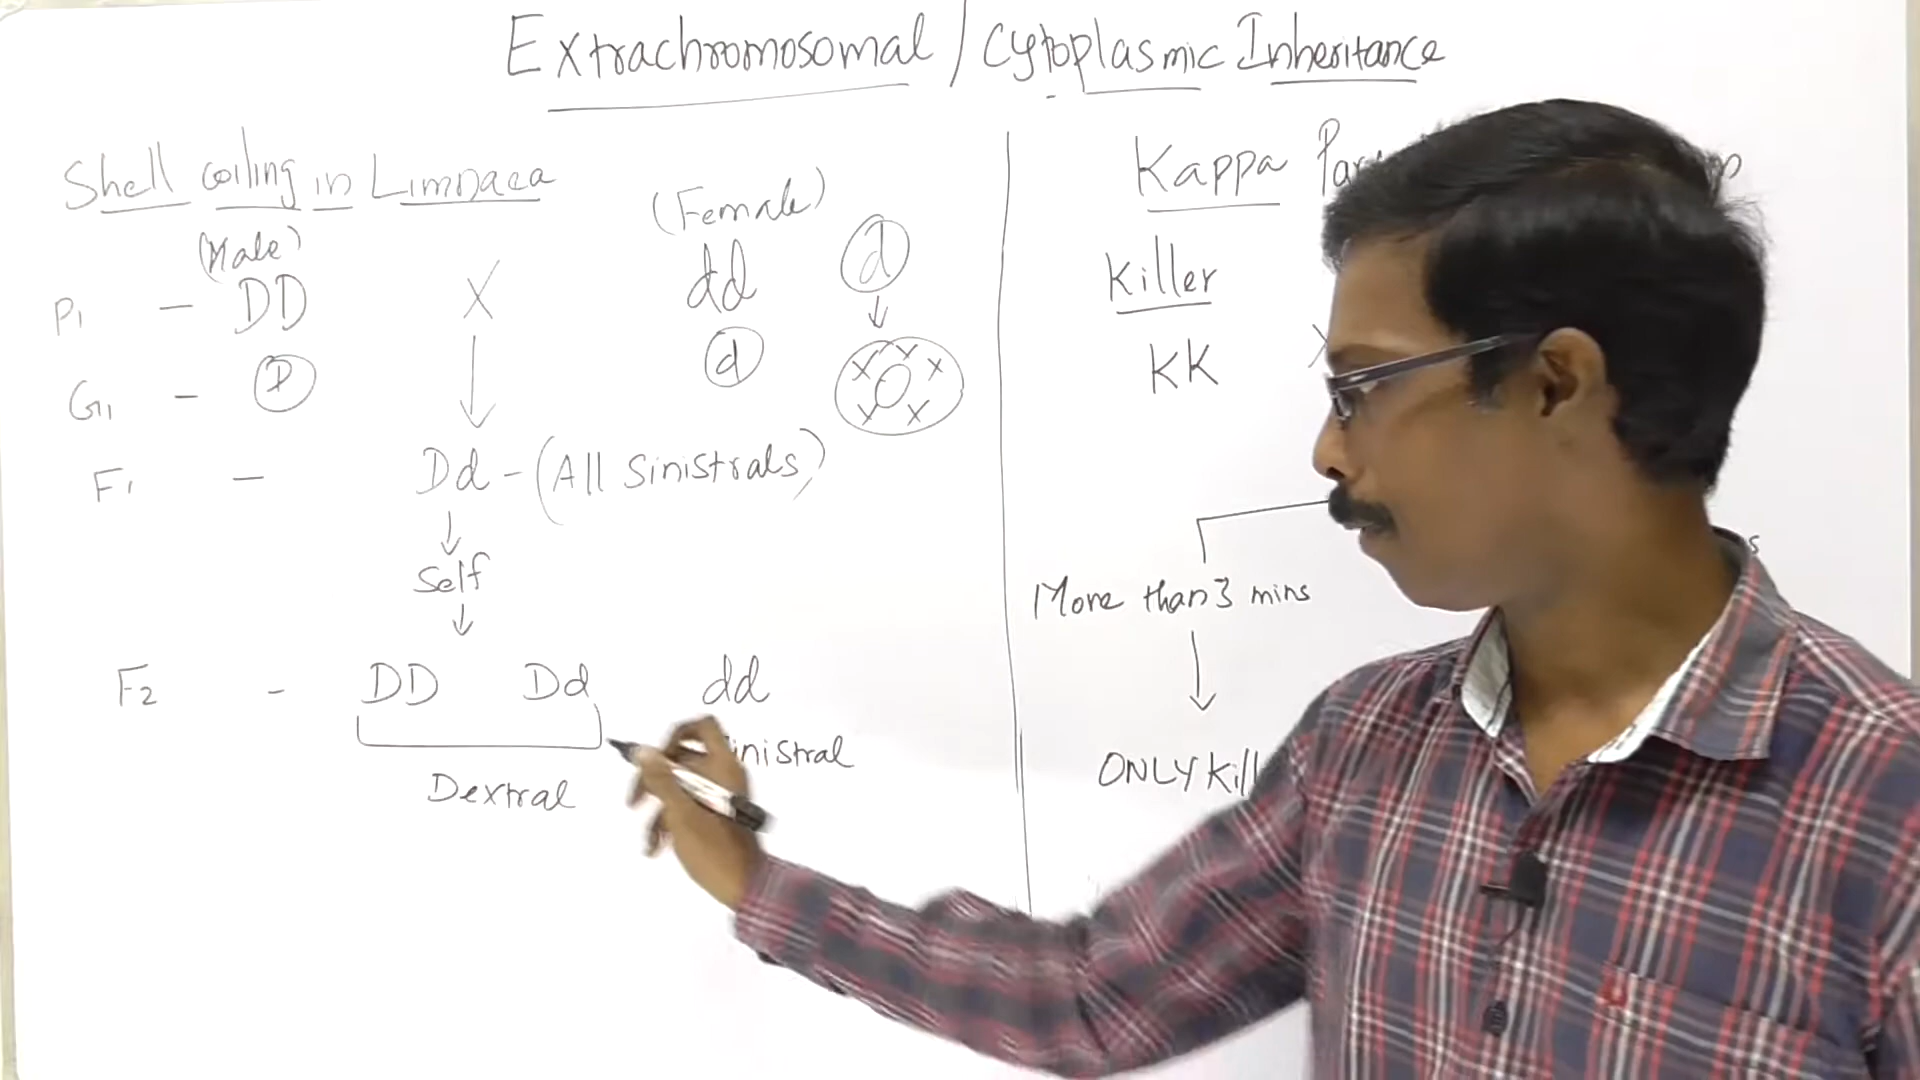 Extrachromosomal / Cytoplasmic Inheritance
Shell coiling in Limnaea
(Male)
(Female)
P1 - DD X dd d
G1 - D d
F1 - Dd - (All Sinistrals)
Self
F2 - DD Dd dd
Dextral
Kappa
Killer
KK
More than 3 mins
ONLY